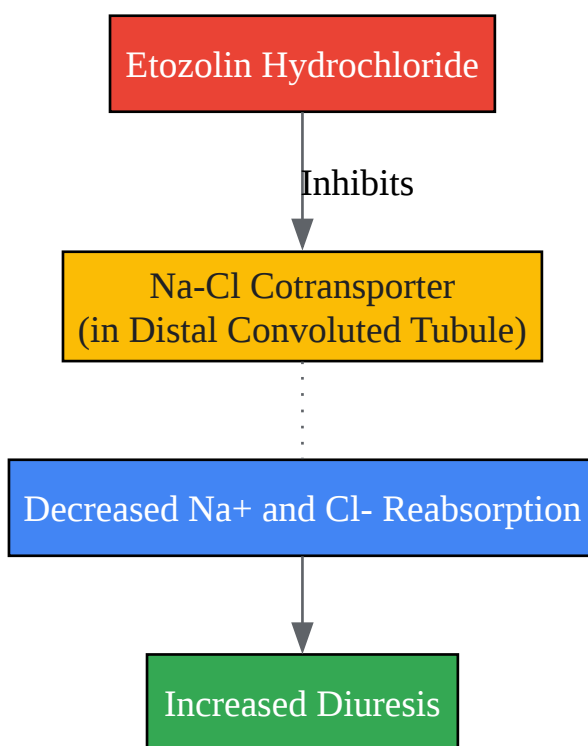 Etozolin Hydrochloride
Inhibits
Na-Cl Cotransporter
(in Distal Convoluted Tubule)
Decreased Na+ and Cl- Reabsorption
Increased Diuresis